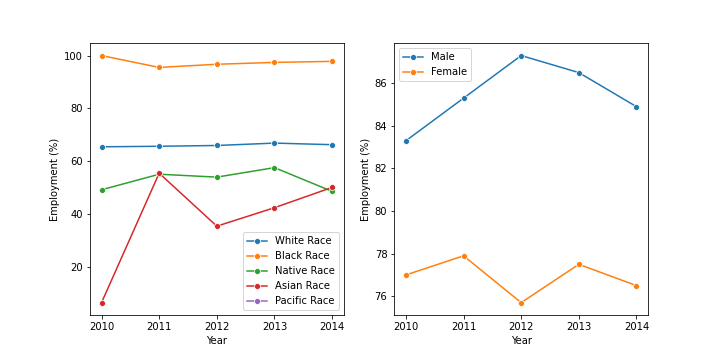 100
80
60
40
20
Employment (%)
2010 2011 2012 2013 2014
Year
White Race
Black Race
Native Race
Asian Race
Pacific Race
86
84
82
80
78
76
Employment (%)
2010 2011 2012 2013 2014
Year
Male
Female